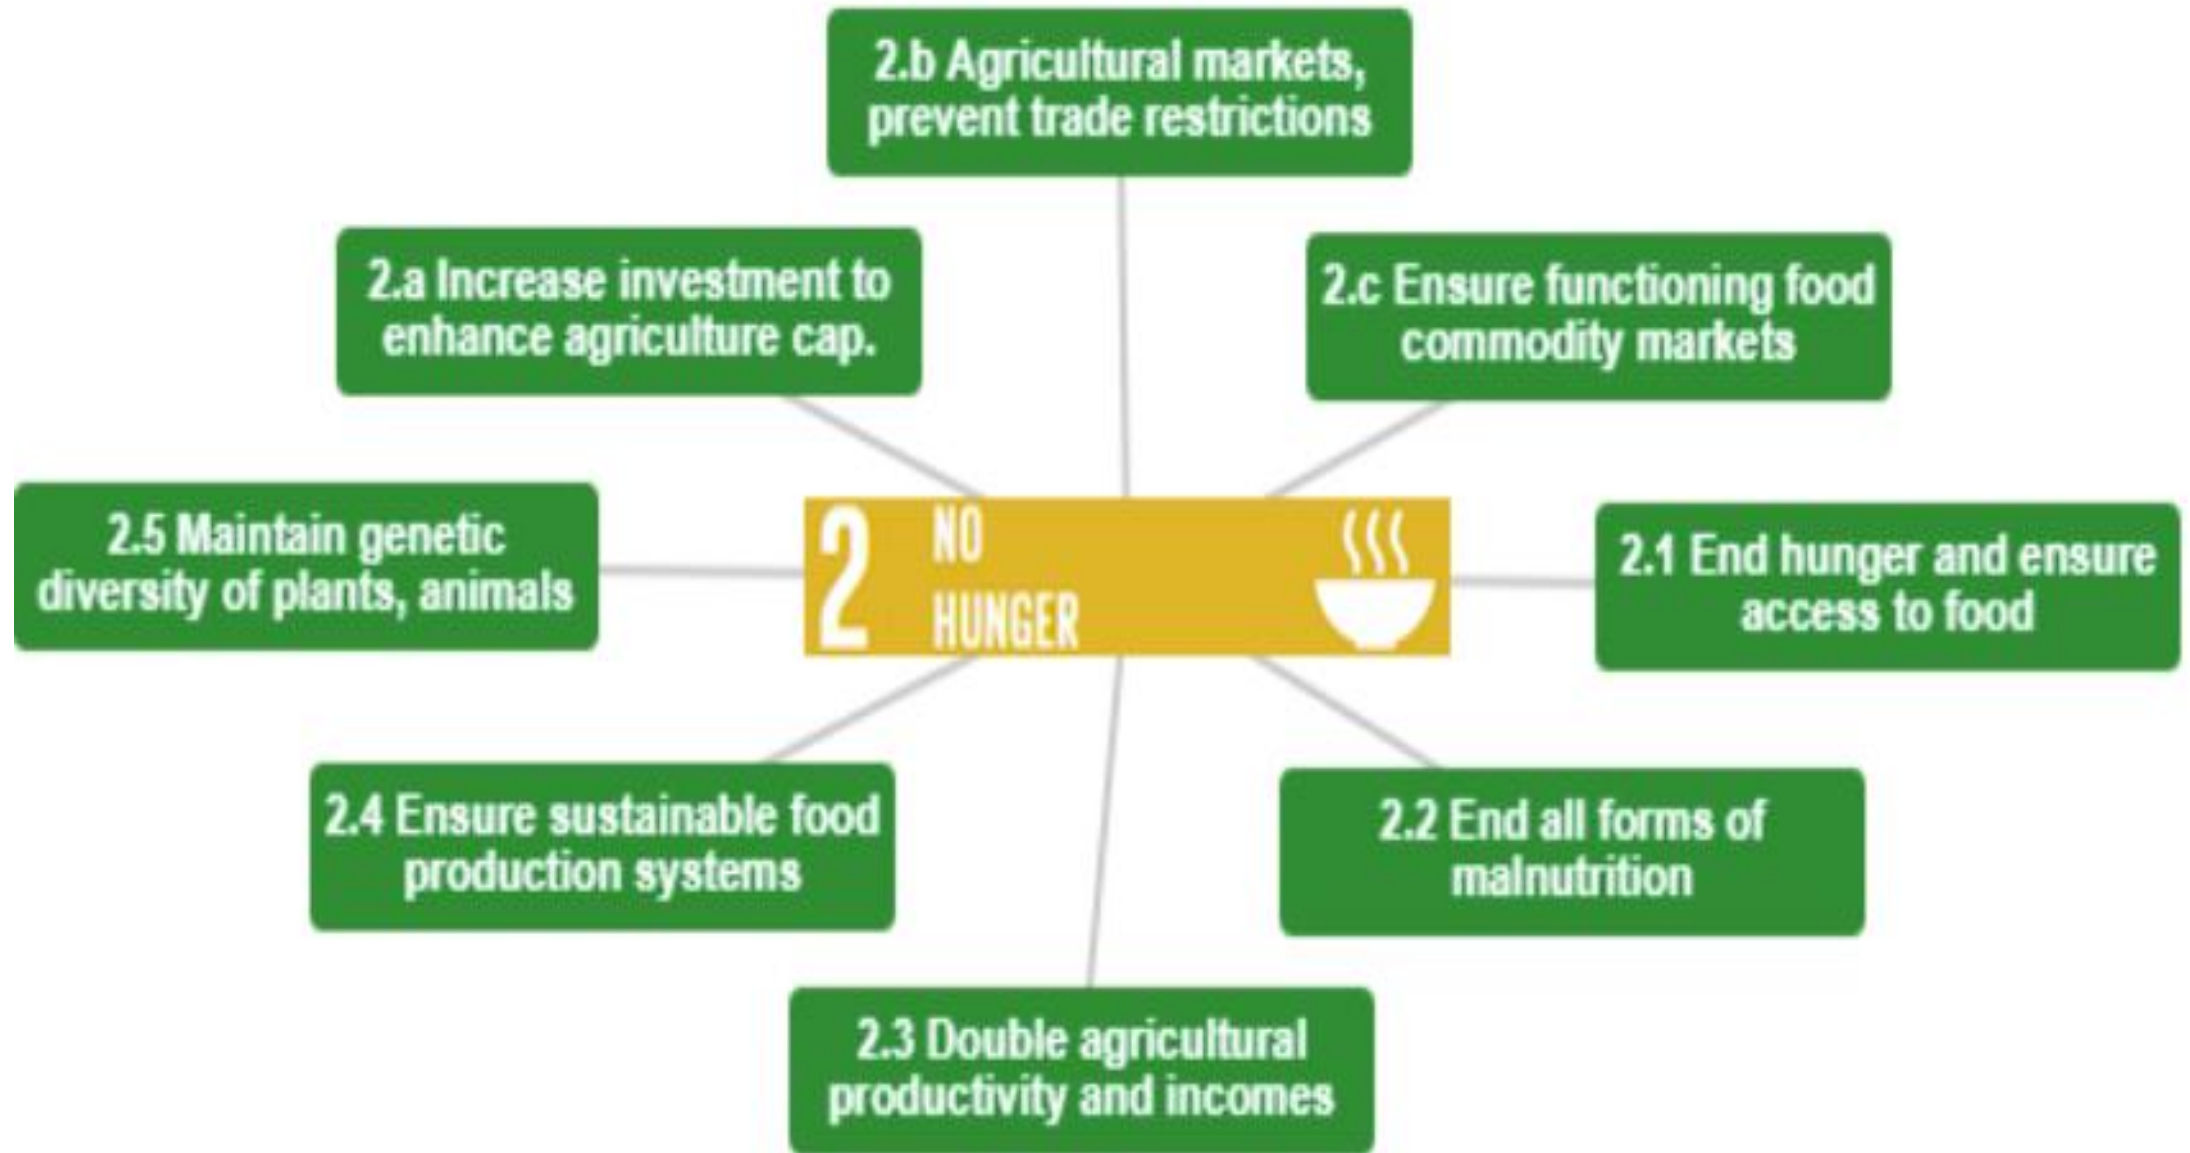 2.b Agricultural markets,
prevent trade restrictions
2.a Increase investment to
enhance agriculture cap.
2.c Ensure functioning food
commodity markets
2.5 Maintain genetic
diversity of plants, animals
2 NO
HUNGER
2.1 End hunger and ensure
access to food
2.4 Ensure sustainable food
production systems
2.2 End all forms of
malnutrition
2.3 Double agricultural
productivity and incomes